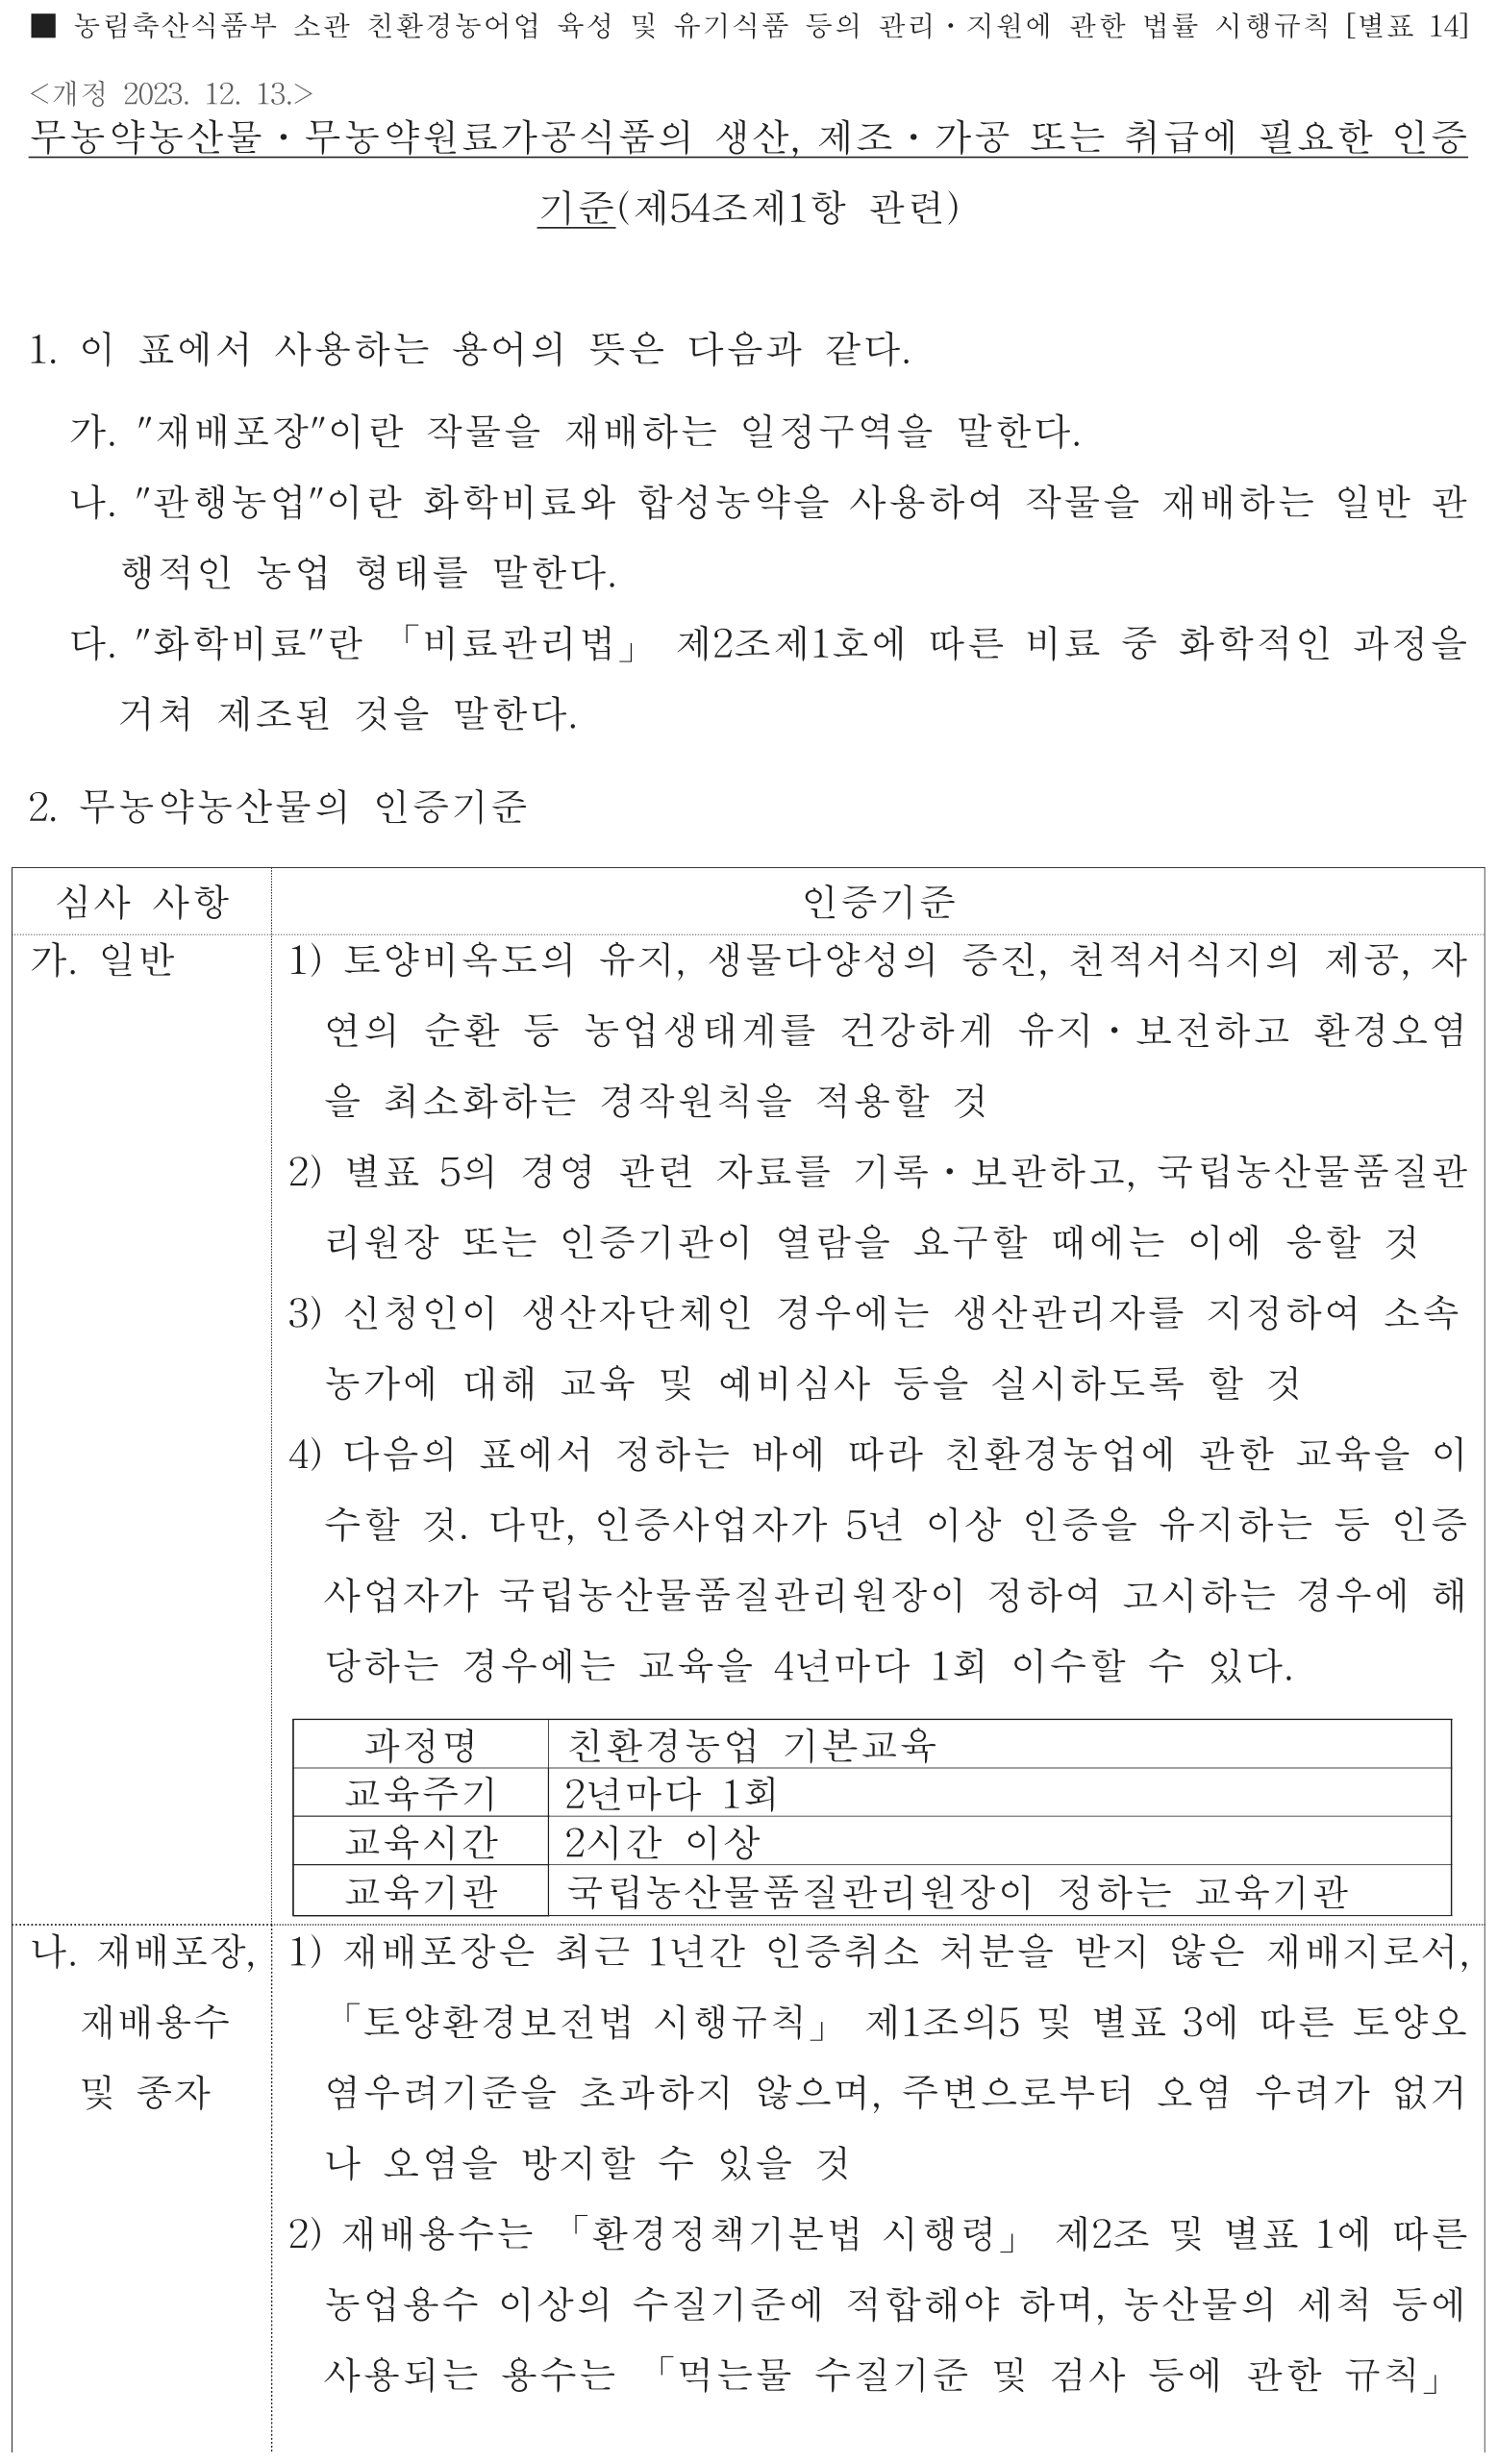 ■ 농림축산식품부 소관 친환경농어업 육성 및 유기식품 등의 관리·지원에 관한 법률 시행규칙 [별표 14]
<개정 2023. 12. 13.>
무농약농산물·무농약원료가공식품의 생산, 제조·가공 또는 취급에 필요한 인증
기준(제54조제1항 관련)
1. 이 표에서 사용하는 용어의 뜻은 다음과 같다.
가. "재배포장"이란 작물을 재배하는 일정구역을 말한다.
나. "관행농업"이란 화학비료와 합성농약을 사용하여 작물을 재배하는 일반 관
행적인 농업 형태를 말한다.
다. "화학비료"란 「비료관리법」 제2조제1호에 따른 비료 중 화학적인 과정을
거쳐 제조된 것을 말한다.
2. 무농약농산물의 인증기준
심사 사항 인증기준
가. 일반
1) 토양비옥도의 유지, 생물다양성의 증진, 천적서식지의 제공, 자
연의 순환 등 농업생태계를 건강하게 유지·보전하고 환경오염
을 최소화하는 경작원칙을 적용할 것
2) 별표 5의 경영 관련 자료를 기록·보관하고, 국립농산물품질관
리원장 또는 인증기관이 열람을 요구할 때에는 이에 응할 것
3) 신청인이 생산자단체인 경우에는 생산관리자를 지정하여 소속
농가에 대해 교육 및 예비심사 등을 실시하도록 할 것
4) 다음의 표에서 정하는 바에 따라 친환경농업에 관한 교육을 이
수할 것. 다만, 인증사업자가 5년 이상 인증을 유지하는 등 인증
사업자가 국립농산물품질관리원장이 정하여 고시하는 경우에 해
당하는 경우에는 교육을 4년마다 1회 이수할 수 있다.
과정명 친환경농업 기본교육
교육주기 2년마다 1회
교육시간 2시간 이상
교육기관 국립농산물품질관리원장이 정하는 교육기관
나. 재배포장,
재배용수
및 종자
1) 재배포장은 최근 1년간 인증취소 처분을 받지 않은 재배지로서,
「토양환경보전법 시행규칙」 제1조의5 및 별표 3에 따른 토양오
염우려기준을 초과하지 않으며, 주변으로부터 오염 우려가 없거
나 오염을 방지할 수 있을 것
2) 재배용수는 「환경정책기본법 시행령」 제2조 및 별표 1에 따른
농업용수 이상의 수질기준에 적합해야 하며, 농산물의 세척 등에
사용되는 용수는 「먹는물 수질기준 및 검사 등에 관한 규칙」